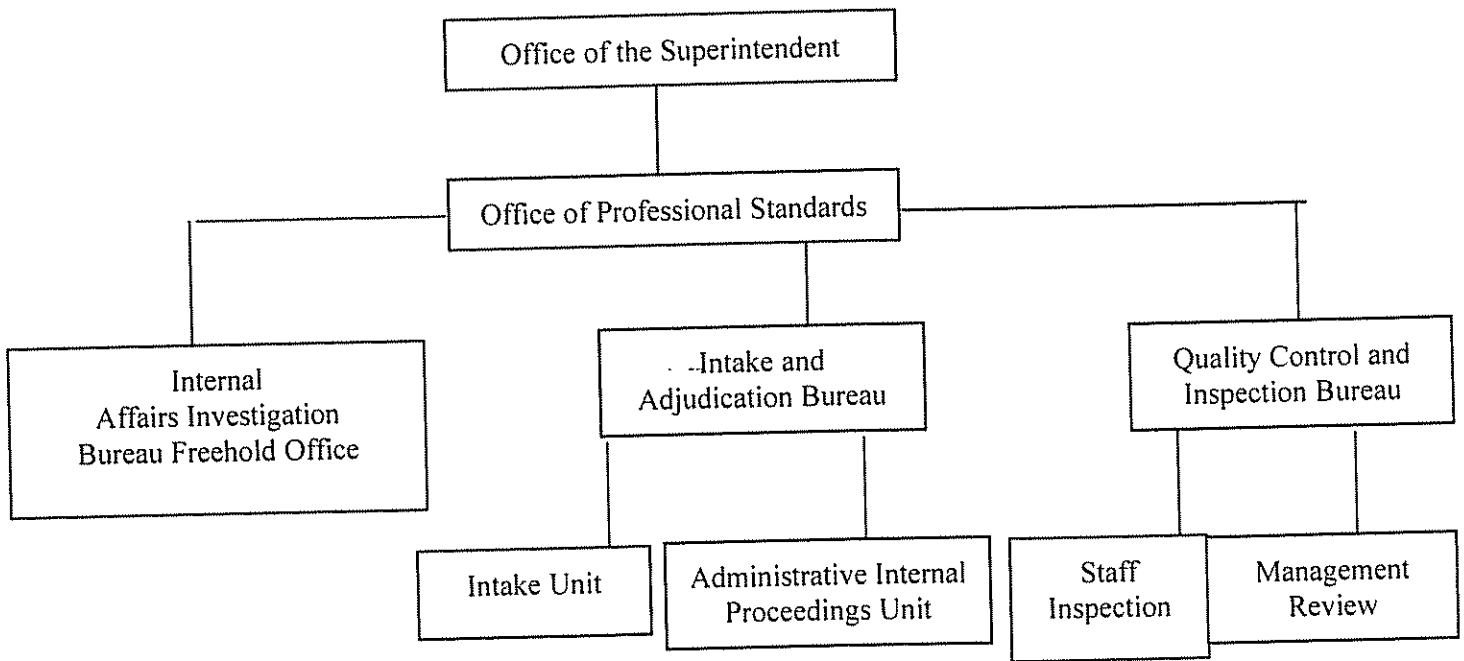 Office of the Superintendent
Office of Professional Standards
Internal
Affairs Investigation
Bureau Freehold Office
Intake and
Adjudication Bureau
Quality Control and
Inspection Bureau
Intake Unit
Administrative Internal
Proceedings Unit
Staff
Inspection
Management
Review